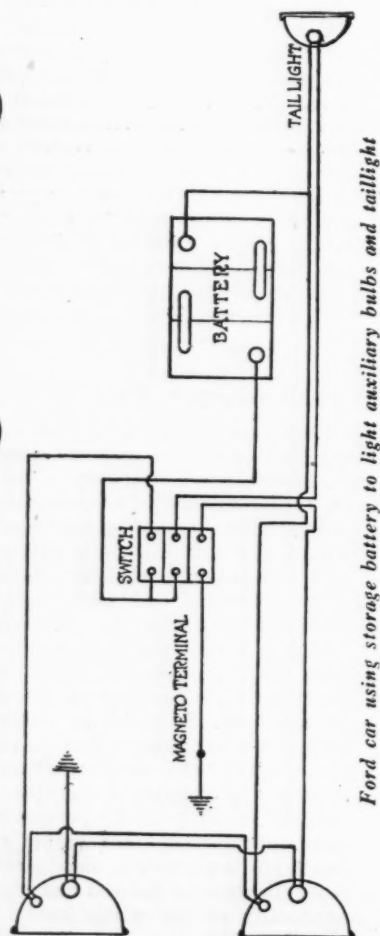 TAIL LIGHT
BATTERY
SWITCH
MAGNETO TERMINAL
Ford car using storage battery to light auxiliary bulbs and taillight